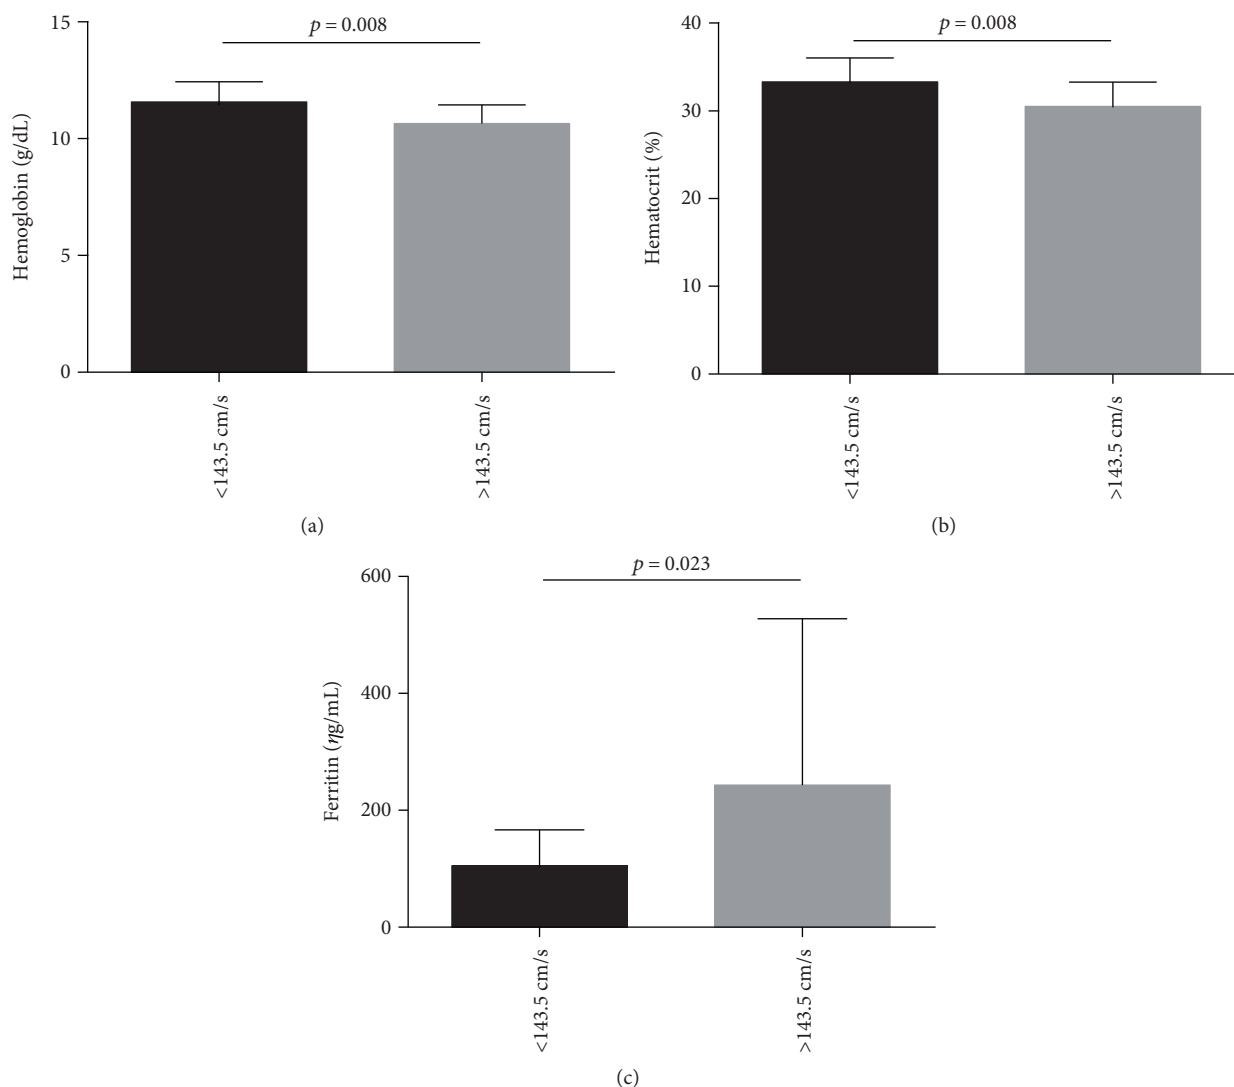 p = 0.008
15
10
5
0
Hemoglobin (g/dL)
<143.5 cm/s
>143.5 cm/s
(a)
p = 0.008
40
30
20
10
0
Hematocrit (%)
<143.5 cm/s
>143.5 cm/s
(b)
p = 0.023
600
400
200
0
Ferritin (ηg/mL)
<143.5 cm/s
>143.5 cm/s
(c)